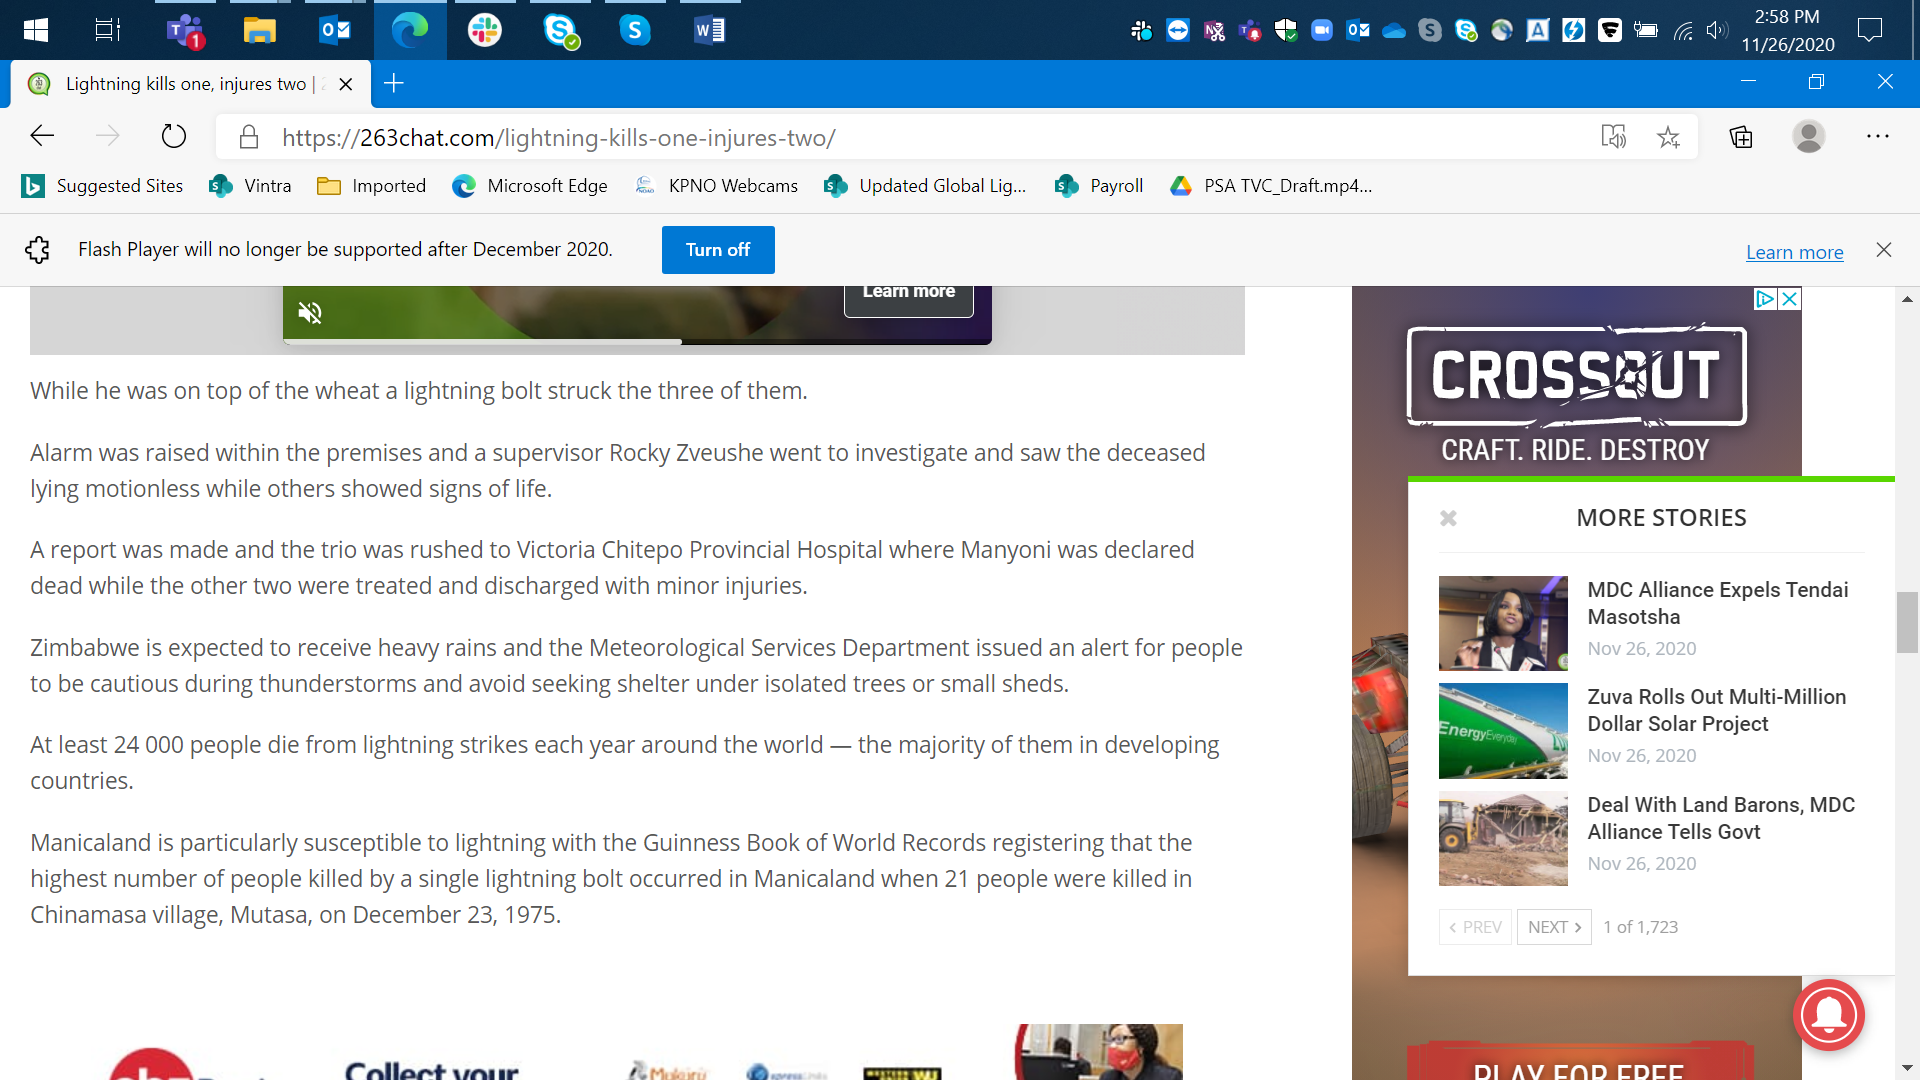 2:58 PM
11/26/2020
1
Lightning kills one, injures two |
https://263chat.com/lightning-kills-one-injures-two/
Suggested Sites
Vintra
Imported
Microsoft Edge
KPNO Webcams
Updated Global Lig...
Payroll
PSA TVC_Draft.mp4...
Flash Player will no longer be supported after December 2020.
Turn off
Learn more
Learn more
While he was on top of the wheat a lightning bolt struck the three of them.
Alarm was raised within the premises and a supervisor Rocky Zveushe went to investigate and saw the deceased
lying motionless while others showed signs of life.
A report was made and the trio was rushed to Victoria Chitepo Provincial Hospital where Manyoni was declared
dead while the other two were treated and discharged with minor injuries.
Zimbabwe is expected to receive heavy rains and the Meteorological Services Department issued an alert for people
to be cautious during thunderstorms and avoid seeking shelter under isolated trees or small sheds.
At least 24 000 people die from lightning strikes each year around the world — the majority of them in developing
countries.
Manicaland is particularly susceptible to lightning with the Guinness Book of World Records registering that the
highest number of people killed by a single lightning bolt occurred in Manicaland when 21 people were killed in
Chinamasa village, Mutasa, on December 23, 1975.
Collect your
Mukuru
CROSSOUT
CRAFT. RIDE. DESTROY
MORE STORIES
MDC Alliance Expels Tendai
Masotsha
Nov 26, 2020
EnergyEveryday
Zuva Rolls Out Multi-Million
Dollar Solar Project
Nov 26, 2020
Deal With Land Barons, MDC
Alliance Tells Govt
Nov 26, 2020
PREV
NEXT
1 of 1,723
PLAY FOR FREE